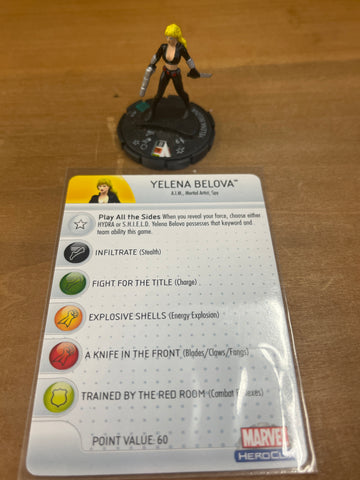 YELENA BELOVA™
A.I.M., Martial Artist, Spy
Play All the Sides When you reveal your force, choose either
HYDRA or S.H.I.E.L.D. Yelena Belova possesses that keyword and
team ability this game.
INFILTRATE (Stealth)
FIGHT FOR THE TITLE (Charge)
EXPLOSIVE SHELLS (Energy Explosion)
A KNIFE IN THE FRONT (Blades/Claws/Fangs)
TRAINED BY THE RED ROOM (Combat
POINT VALUE: 60
MARVEL